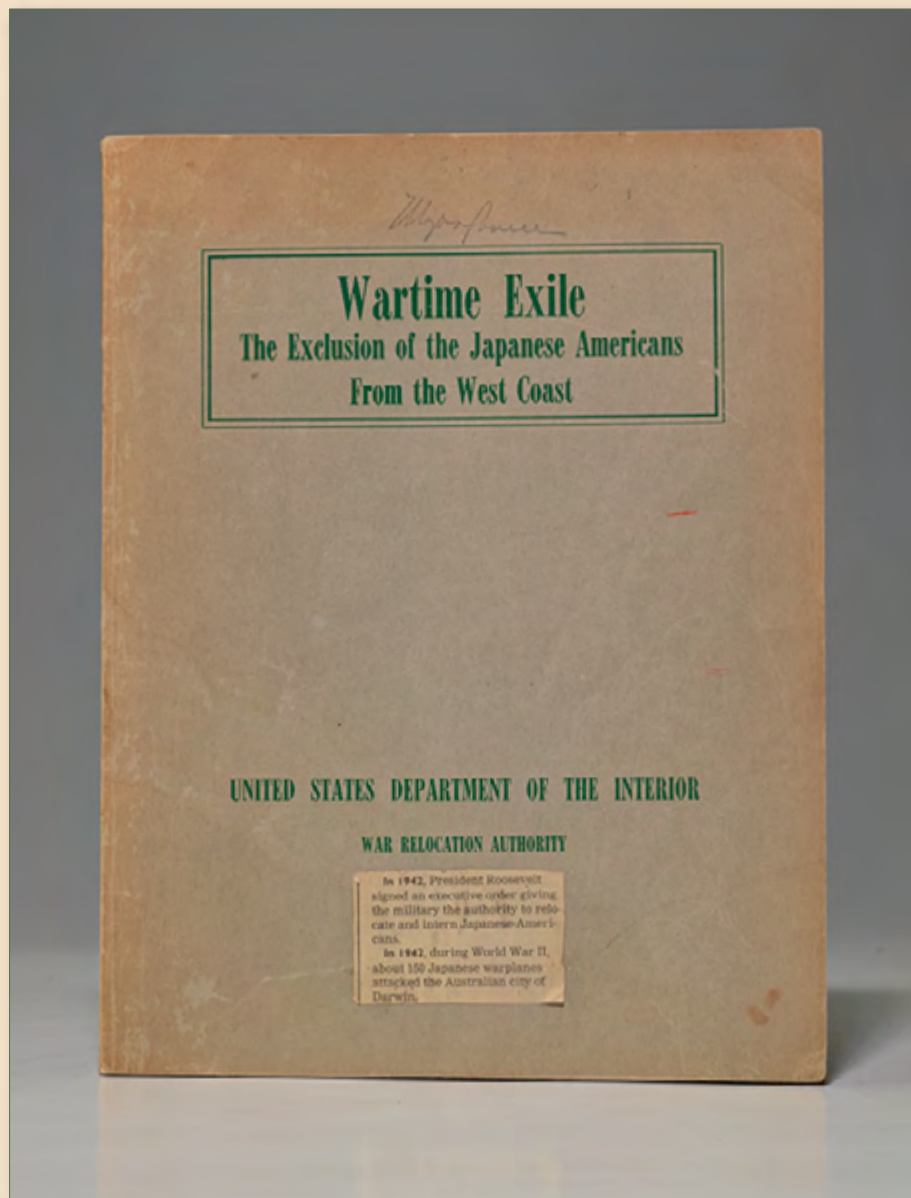 Wartime Exile
The Exclusion of the Japanese Americans
From the West Coast
UNITED STATES DEPARTMENT OF THE INTERIOR
WAR RELOCATION AUTHORITY
In 1942, President Roosevelt
signed an executive order giving
the military the authority to relo-
cate and intern Japanese-Ameri-
cans.
In 1942, during World War II,
about 150 Japanese warplanes
attacked the Australian city of
Darwin.